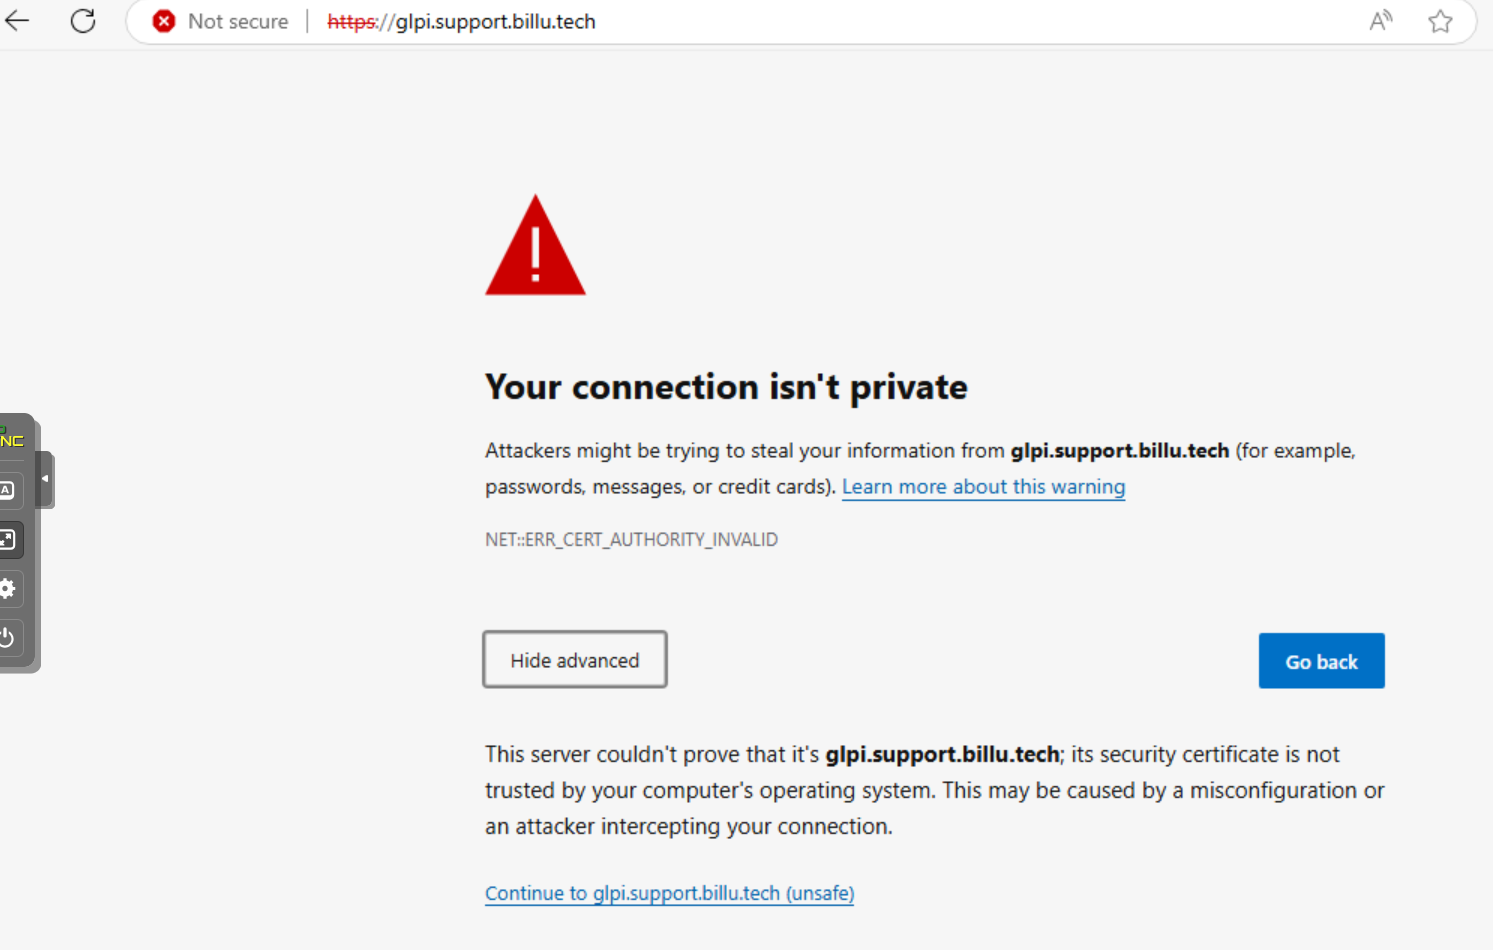 Not secure | https://glpi.support.billu.tech
Your connection isn't private
Attackers might be trying to steal your information from glpi.support.billu.tech (for example,
passwords, messages, or credit cards). Learn more about this warning
NET::ERR_CERT_AUTHORITY_INVALID
NC
A
Hide advanced
Go back
This server couldn't prove that it's glpi.support.billu.tech; its security certificate is not
trusted by your computer's operating system. This may be caused by a misconfiguration or
an attacker intercepting your connection.
Continue to glpi.support.billu.tech (unsafe)